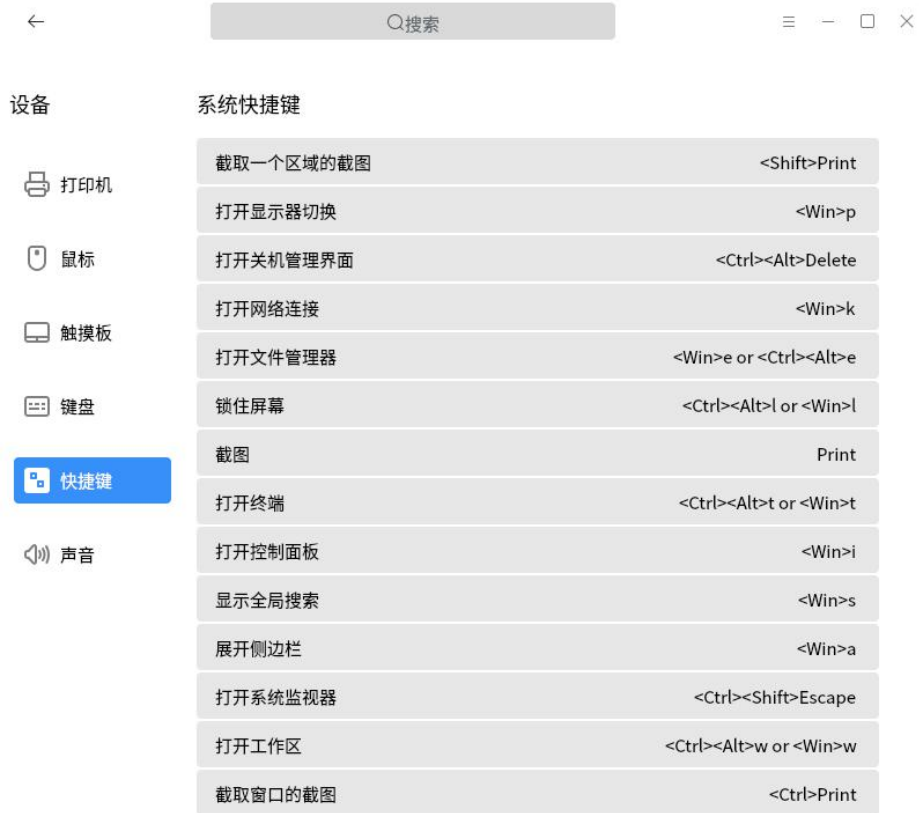 搜索
设备
打印机
鼠标
触摸板
键盘
快捷键
声音
系统快捷键
截取一个区域的截图 <Shift>Print
打开显示器切换 <Win>p
打开关机管理界面 <Ctrl><Alt>Delete
打开网络连接 <Win>k
打开文件管理器 <Win>e or <Ctrl><Alt>e
锁住屏幕 <Ctrl><Alt>l or <Win>l
截图 Print
打开终端 <Ctrl><Alt>t or <Win>t
打开控制面板 <Win>i
显示全局搜索 <Win>s
展开侧边栏 <Win>a
打开系统监视器 <Ctrl><Shift>Escape
打开工作区 <Ctrl><Alt>w or <Win>w
截取窗口的截图 <Ctrl>Print